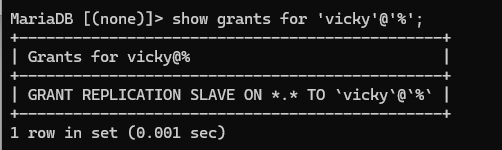 MariaDB [(none)]> show grants for 'vicky'@'%';
+-------------------------------------------+
| Grants for vicky@%                        |
+-------------------------------------------+
| GRANT REPLICATION SLAVE ON *.* TO `vicky`@`%` |
+-------------------------------------------+
1 row in set (0.001 sec)